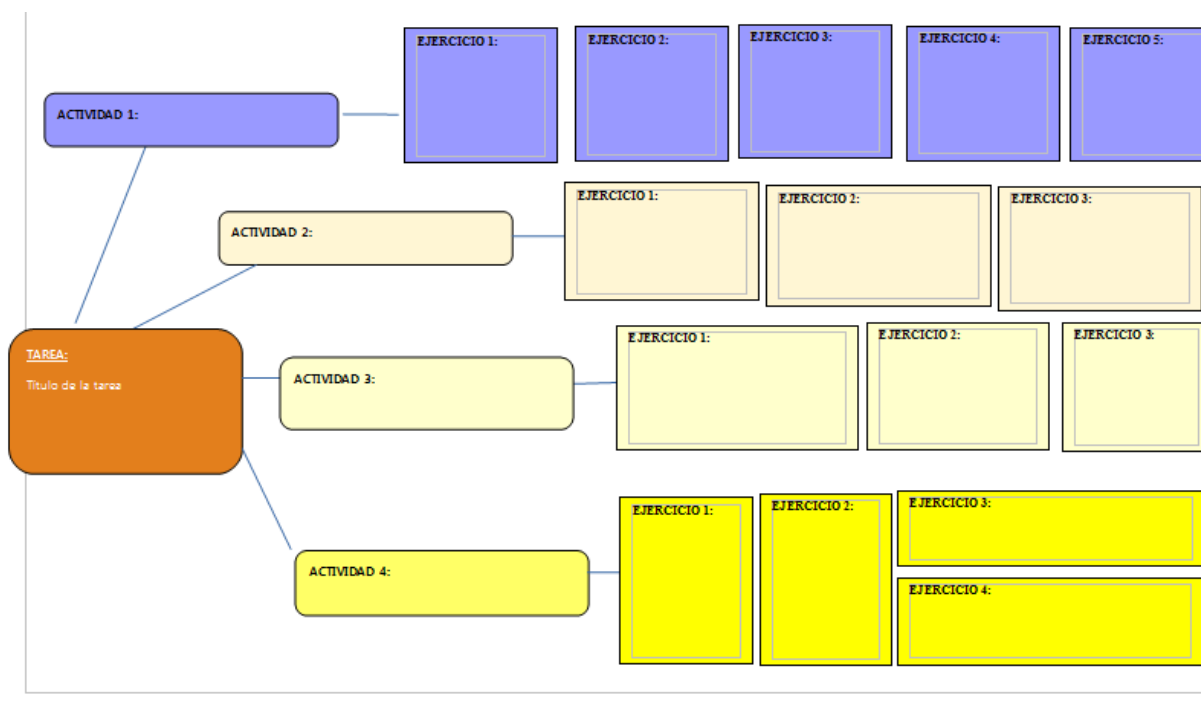 EJERCICIO 1:
EJERCICIO 2:
EJERCICIO 3:
EJERCICIO 4:
EJERCICIO 5:
ACTIVIDAD 1:
EJERCICIO 1:
EJERCICIO 2:
EJERCICIO 3:
ACTIVIDAD 2:
TAREA:
Título de la tarea
ACTIVIDAD 3:
EJERCICIO 1:
EJERCICIO 2:
EJERCICIO 3:
ACTIVIDAD 4:
EJERCICIO 1:
EJERCICIO 2:
EJERCICIO 3:
EJERCICIO 4: